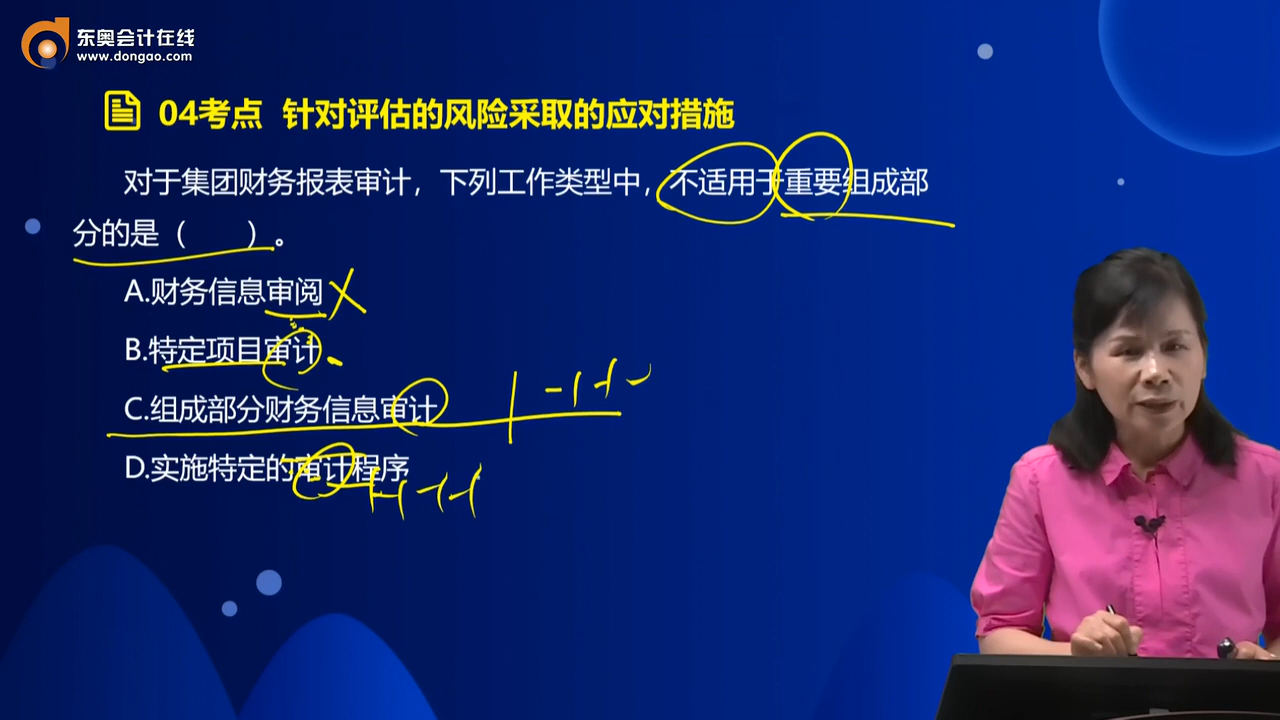 东奥会计在线
www.dongao.com
04考点 针对评估的风险采取的应对措施
对于集团财务报表审计，下列工作类型中，不适用于重要组成部
分的是（ ）。
A.财务信息审阅
B.特定项目审计
C.组成部分财务信息审计
D.实施特定的审计程序